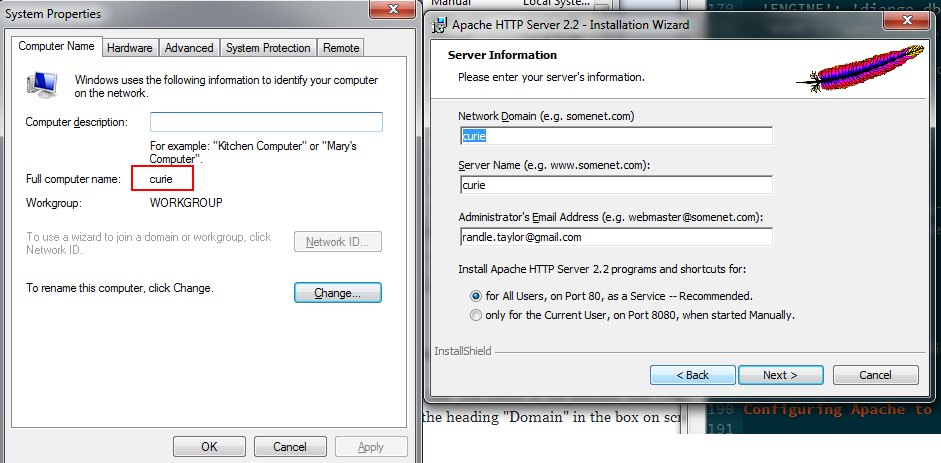 Manual Local Syste...
170 'ENGINE': 'django.db
System Properties
Computer Name Hardware Advanced System Protection Remote
Windows uses the following information to identify your computer
on the network.
Computer description:
For example: "Kitchen Computer" or "Mary's
Computer".
Full computer name: curie
Workgroup: WORKGROUP
To use a wizard to join a domain or workgroup, click
Network ID.
Network ID...
To rename this computer, click Change.
Change...
OK Cancel Apply
Apache HTTP Server 2.2 - Installation Wizard
Server Information
Please enter your server's information.
Network Domain (e.g. somenet.com)
curie
Server Name (e.g. www.somenet.com):
curie
Administrator's Email Address (e.g. webmaster@somenet.com):
randle.taylor@gmail.com
Install Apache HTTP Server 2.2 programs and shortcuts for:
for All Users, on Port 80, as a Service -- Recommended.
only for the Current User, on Port 8080, when started Manually.
InstallShield
< Back Next > Cancel
the heading "Domain" in the box on scr
190 Configuring Apache to
191